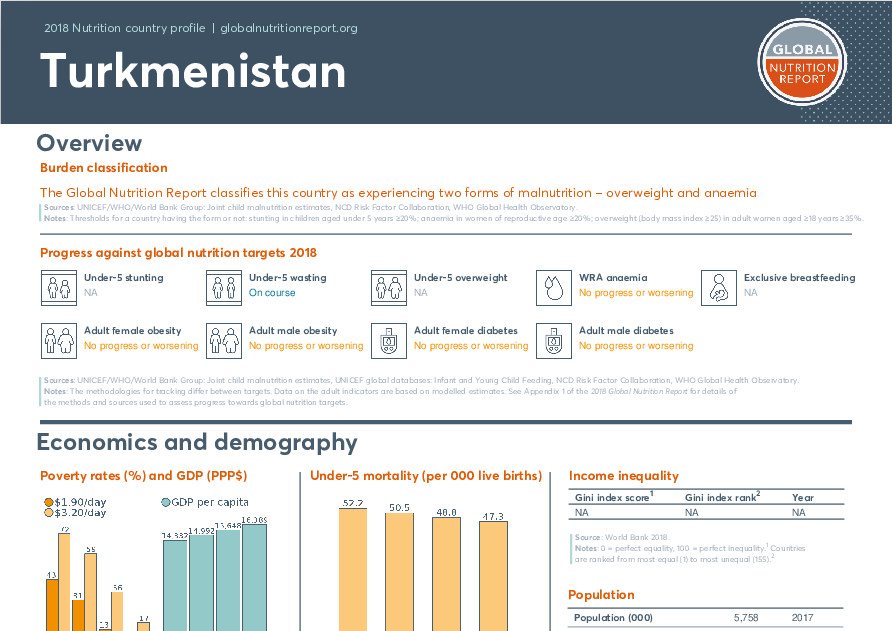 2018 Nutrition country profile | globalnutritionreport.org
Turkmenistan
GLOBAL
NUTRITION
REPORT
Overview
Burden classification
The Global Nutrition Report classifies this country as experiencing two forms of malnutrition – overweight and anaemia
Sources: UNICEF/WHO/World Bank Group: Joint child malnutrition estimates, NCD Risk Factor Collaboration, WHO Global Health Observatory.
Notes: Thresholds for a country having the form or not: stunting in children aged under 5 years ≥20%; anaemia in women of reproductive age ≥20%; overweight (body mass index ≥25) in adult women aged ≥18 years ≥35%.
Progress against global nutrition targets 2018
Under-5 stunting
NA
Under-5 wasting
On course
Under-5 overweight
NA
WRA anaemia
No progress or worsening
Exclusive breastfeeding
NA
Adult female obesity
No progress or worsening
Adult male obesity
No progress or worsening
Adult female diabetes
No progress or worsening
Adult male diabetes
No progress or worsening
Sources: UNICEF/WHO/World Bank Group: Joint child malnutrition estimates, UNICEF global databases: Infant and Young Child Feeding, NCD Risk Factor Collaboration, WHO Global Health Observatory.
Notes: The methodologies for tracking differ between targets. Data on the adult indicators are based on modelled estimates. See Appendix 1 of the 2018 Global Nutrition Report for details of
the methods and sources used to assess progress towards global nutrition targets.
Economics and demography
Poverty rates (%) and GDP (PPP$)
$1.90/day
$3.20/day
GDP per capita
72
43
59
31
56
13
17
14,992
15,648
16,389
Under-5 mortality (per 000 live births)
52.2
50.5
48.8
47.3
Income inequality
Gini index score¹ Gini index rank² Year
NA NA NA
Source: World Bank 2018.
Notes: 0 = perfect equality, 100 = perfect inequality.¹ Countries
are ranked from most equal (1) to most unequal (155).²
Population
Population (000) 5,758 2017